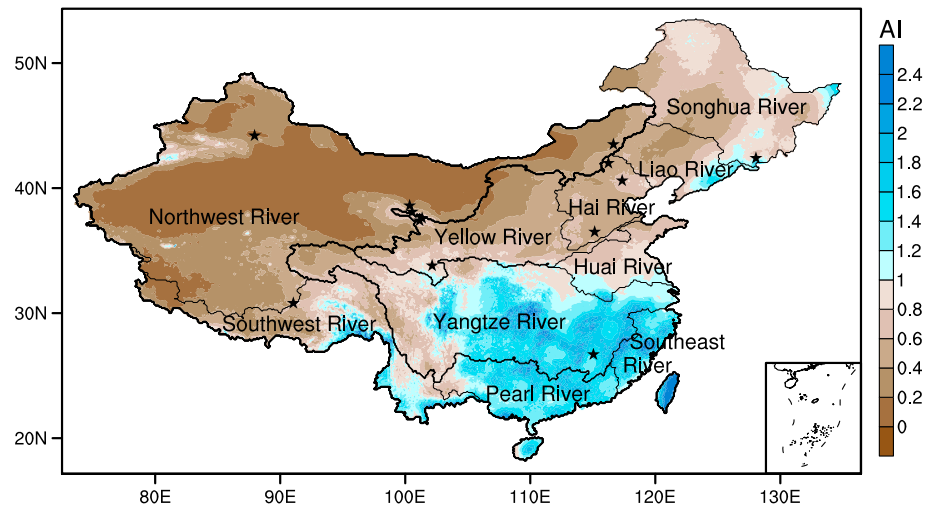 AI
50N
40N
30N
20N
80E
90E
100E
110E
120E
130E
Songhua River
Liao River
Hai River
Northwest River
Yellow River
Huai River
Southwest River
Yangtze River
Southeast
River
Pearl River
2.4
2.2
2
1.8
1.6
1.4
1.2
1
0.8
0.6
0.4
0.2
0